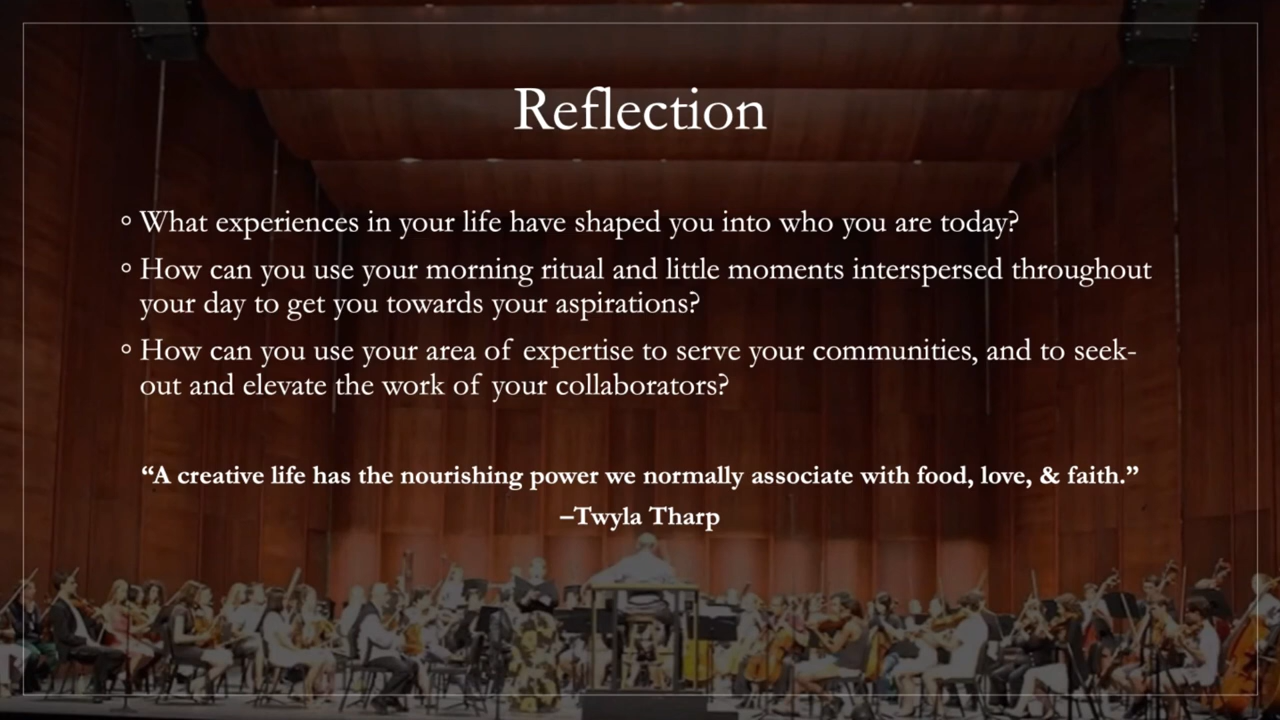 Reflection
◦ What experiences in your life have shaped you into who you are today?
◦ How can you use your morning ritual and little moments interspersed throughout
your day to get you towards your aspirations?
◦ How can you use your area of expertise to serve your communities, and to seek-
out and elevate the work of your collaborators?
“A creative life has the nourishing power we normally associate with food, love, & faith.”
–Twyla Tharp